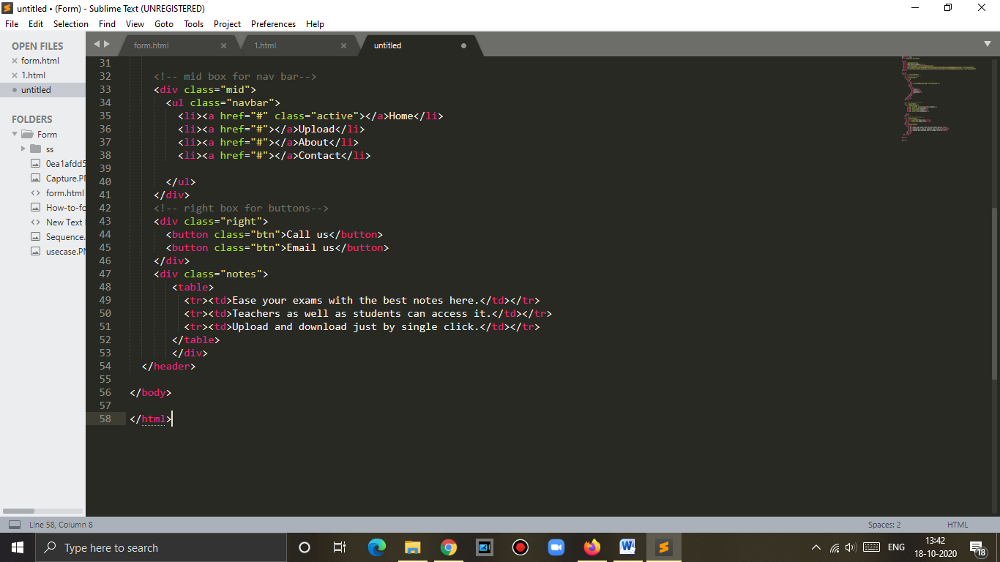 untitled • (Form) - Sublime Text (UNREGISTERED)
File Edit Selection Find View Goto Tools Project Preferences Help
OPEN FILES
form.html
1.html
untitled
FOLDERS
Form
ss
0ea1afdd5
Capture.P
form.html
How-to-fo
New Text
Sequence.
usecase.P
form.html 1.html untitled
31
32 <!-- mid box for nav bar-->
33 <div class="mid">
34 <ul class="navbar">
35 <li><a href="#" class="active"></a>Home</li>
36 <li><a href="#"></a>Upload</li>
37 <li><a href="#"></a>About</li>
38 <li><a href="#"></a>Contact</li>
39
40 </ul>
41 </div>
42 <!-- right box for buttons-->
43 <div class="right">
44 <button class="btn">Call us</button>
45 <button class="btn">Email us</button>
46 </div>
47 <div class="notes">
48 <table>
49 <tr><td>Ease your exams with the best notes here.</td></tr>
50 <tr><td>Teachers as well as students can access it.</td></tr>
51 <tr><td>Upload and download just by single click.</td></tr>
52 </table>
53 </div>
54 </header>
55
56 </body>
57
58 </html>
Line 58, Column 8 Spaces: 2 HTML
Type here to search
ENG
13:42
18-10-2020
18